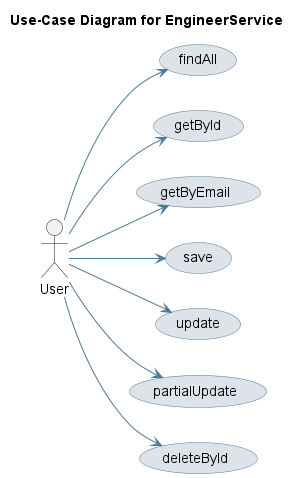 Use-Case Diagram for EngineerService
findAll
getById
getByEmail
save
User
update
partialUpdate
deleteById